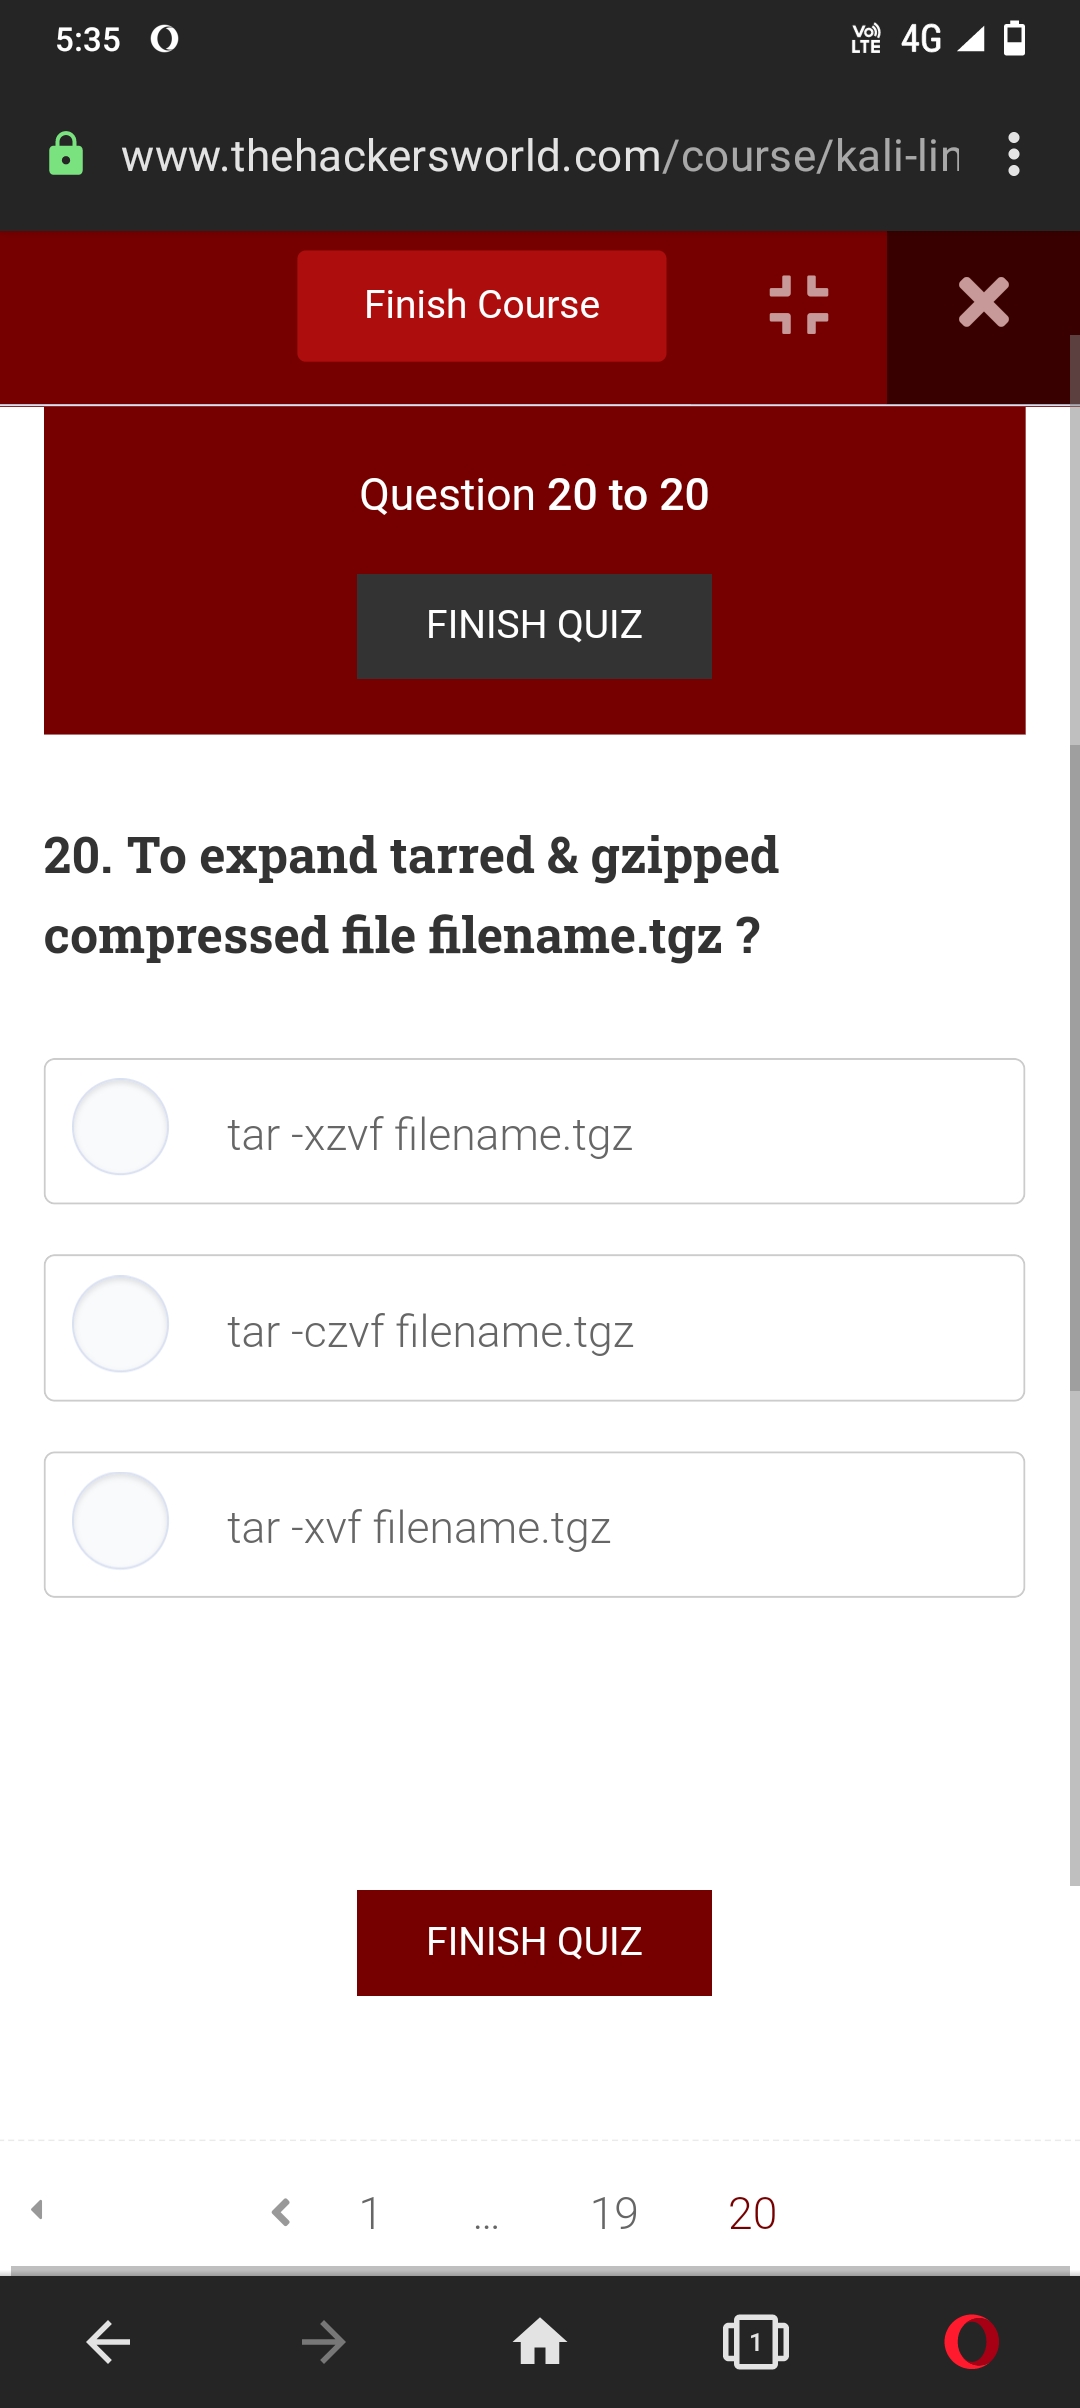 5:35
Vo)) LTE 4G
www.thehackersworld.com/course/kali-lin
Finish Course
Question 20 to 20
FINISH QUIZ
20. To expand tarred & gzipped
compressed file filename.tgz ?
tar -xzvf filename.tgz
tar -czvf filename.tgz
tar -xvf filename.tgz
FINISH QUIZ
1 ... 19 20
1